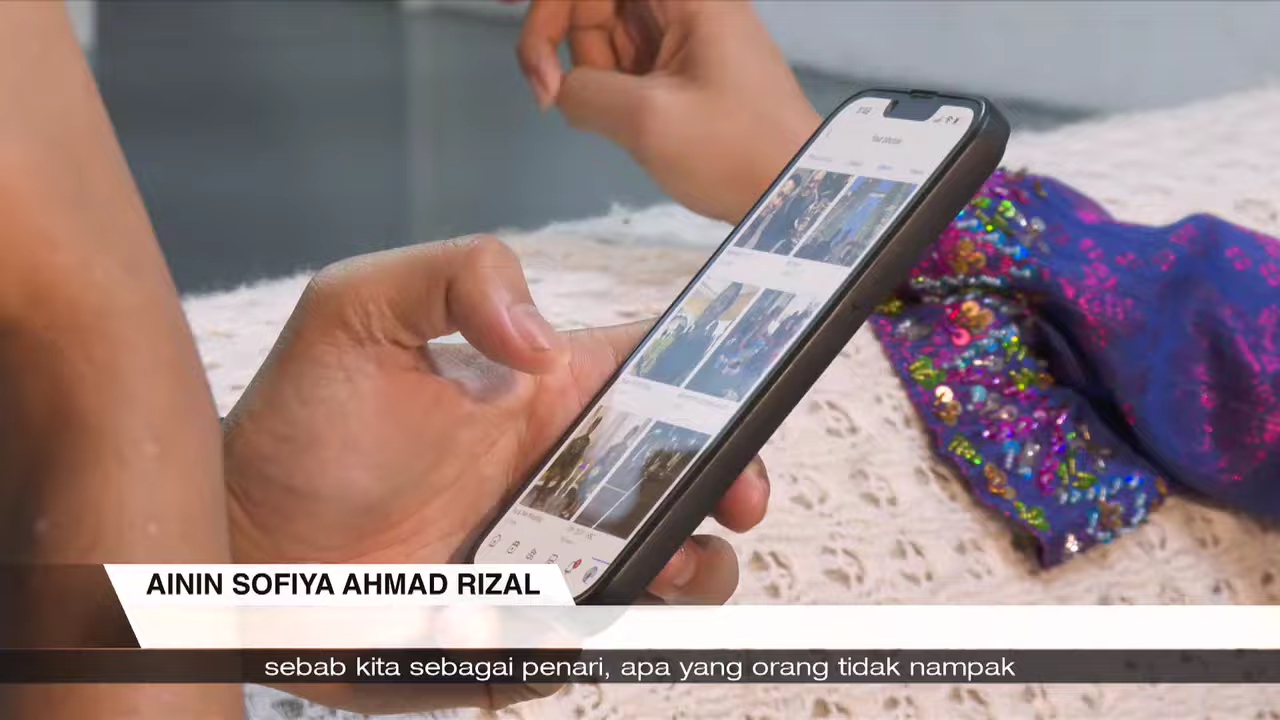 AININ SOFIYA AHMAD RIZAL
sebab kita sebagai penari, apa yang orang tidak nampak